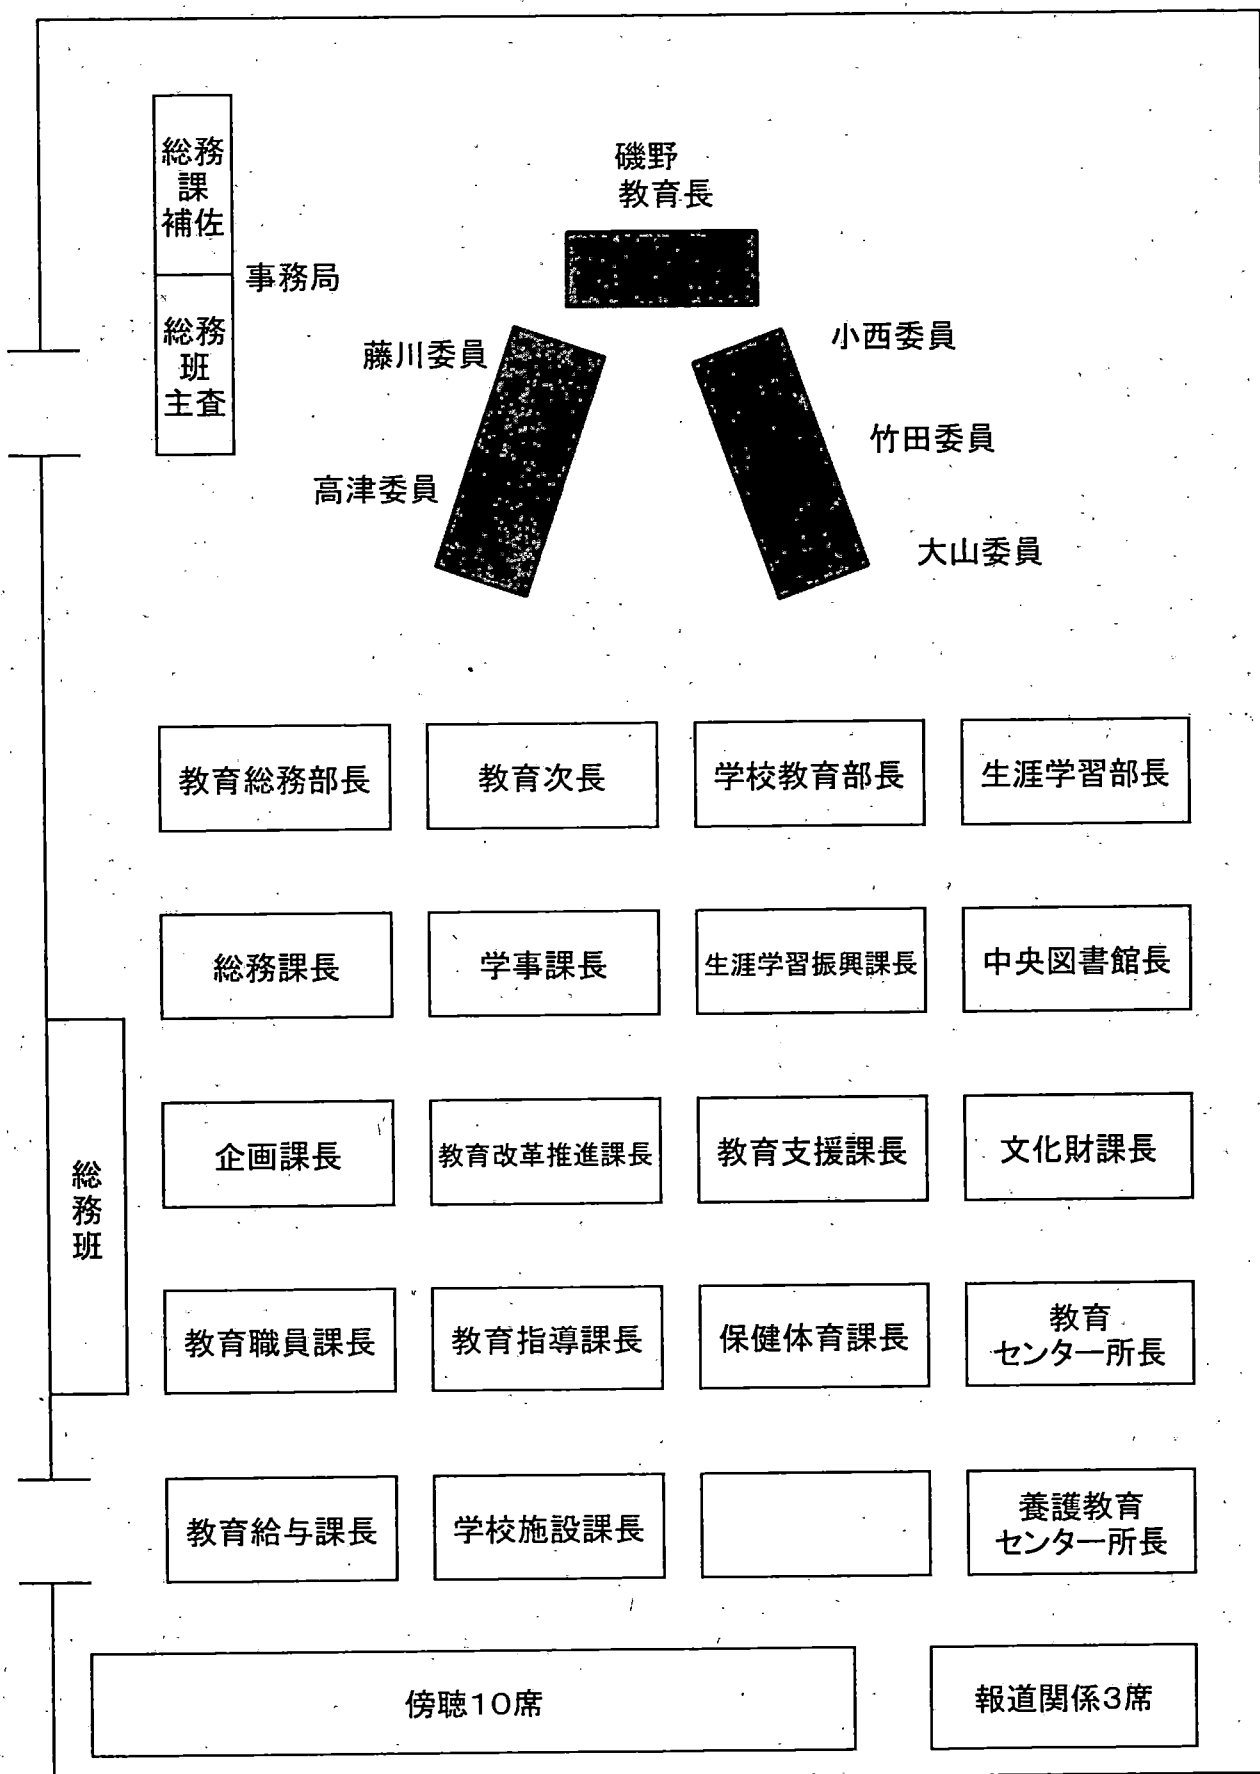 総務
課
補佐
総務
班
主査
事務局
磯野
教育長
藤川委員
高津委員
小西委員
竹田委員
大山委員
教育総務部長
教育次長
学校教育部長
生涯学習部長
総務課長
学事課長
生涯学習振興課長
中央図書館長
企画課長
教育改革推進課長
教育支援課長
文化財課長
総務班
教育職員課長
教育指導課長
保健体育課長
教育
センター所長
教育給与課長
学校施設課長
養護教育
センター所長
傍聴10席
報道関係3席